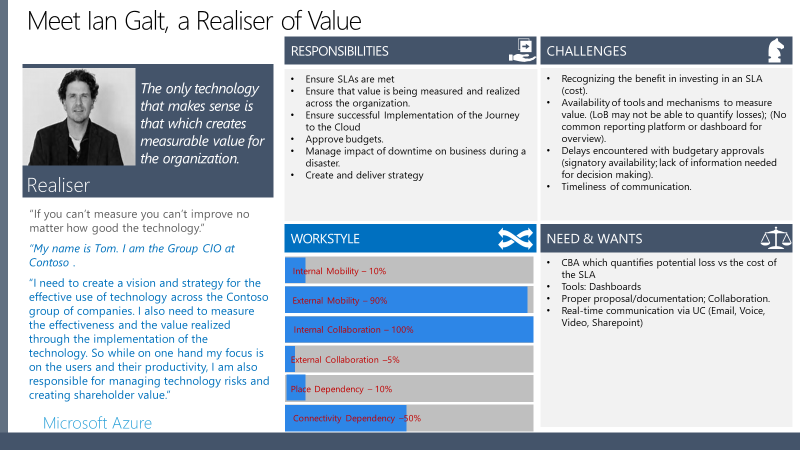 Meet Ian Galt, a Realiser of Value
The only technology
that makes sense is
that which creates
measurable value for
the organization.
Realiser
"If you can't measure you can't improve no
matter how good the technology."
"My name is Tom. I am the Group CIO at
Contoso .
"I need to create a vision and strategy for the
effective use of technology across the Contoso
group of companies. I also need to measure
the effectiveness and the value realized
through the implementation of the
technology. So while on one hand my focus is
on the users and their productivity, I am also
responsible for managing technology risks and
creating shareholder value."
Microsoft Azure
RESPONSIBILITIES
• Ensure SLAs are met
• Ensure that value is being measured and realized
across the organization.
• Ensure successful Implementation of the Journey
to the Cloud
• Approve budgets.
• Manage impact of downtime on business during a
disaster.
• Create and deliver strategy
CHALLENGES
• Recognizing the benefit in investing in an SLA
(cost).
• Availability of tools and mechanisms to measure
value. (LoB may not be able to quantify losses); (No
common reporting platform or dashboard for
overview).
• Delays encountered with budgetary approvals
(signatory availability; lack of information needed
for decision making).
• Timeliness of communication.
WORKSTYLE
Internal Mobility – 10%
External Mobility – 90%
Internal Collaboration – 100%
External Collaboration –5%
Place Dependency – 10%
Connectivity Dependency –50%
NEED & WANTS
• CBA which quantifies potential loss vs the cost of
the SLA
• Tools: Dashboards
• Proper proposal/documentation; Collaboration.
• Real-time communication via UC (Email, Voice,
Video, Sharepoint)